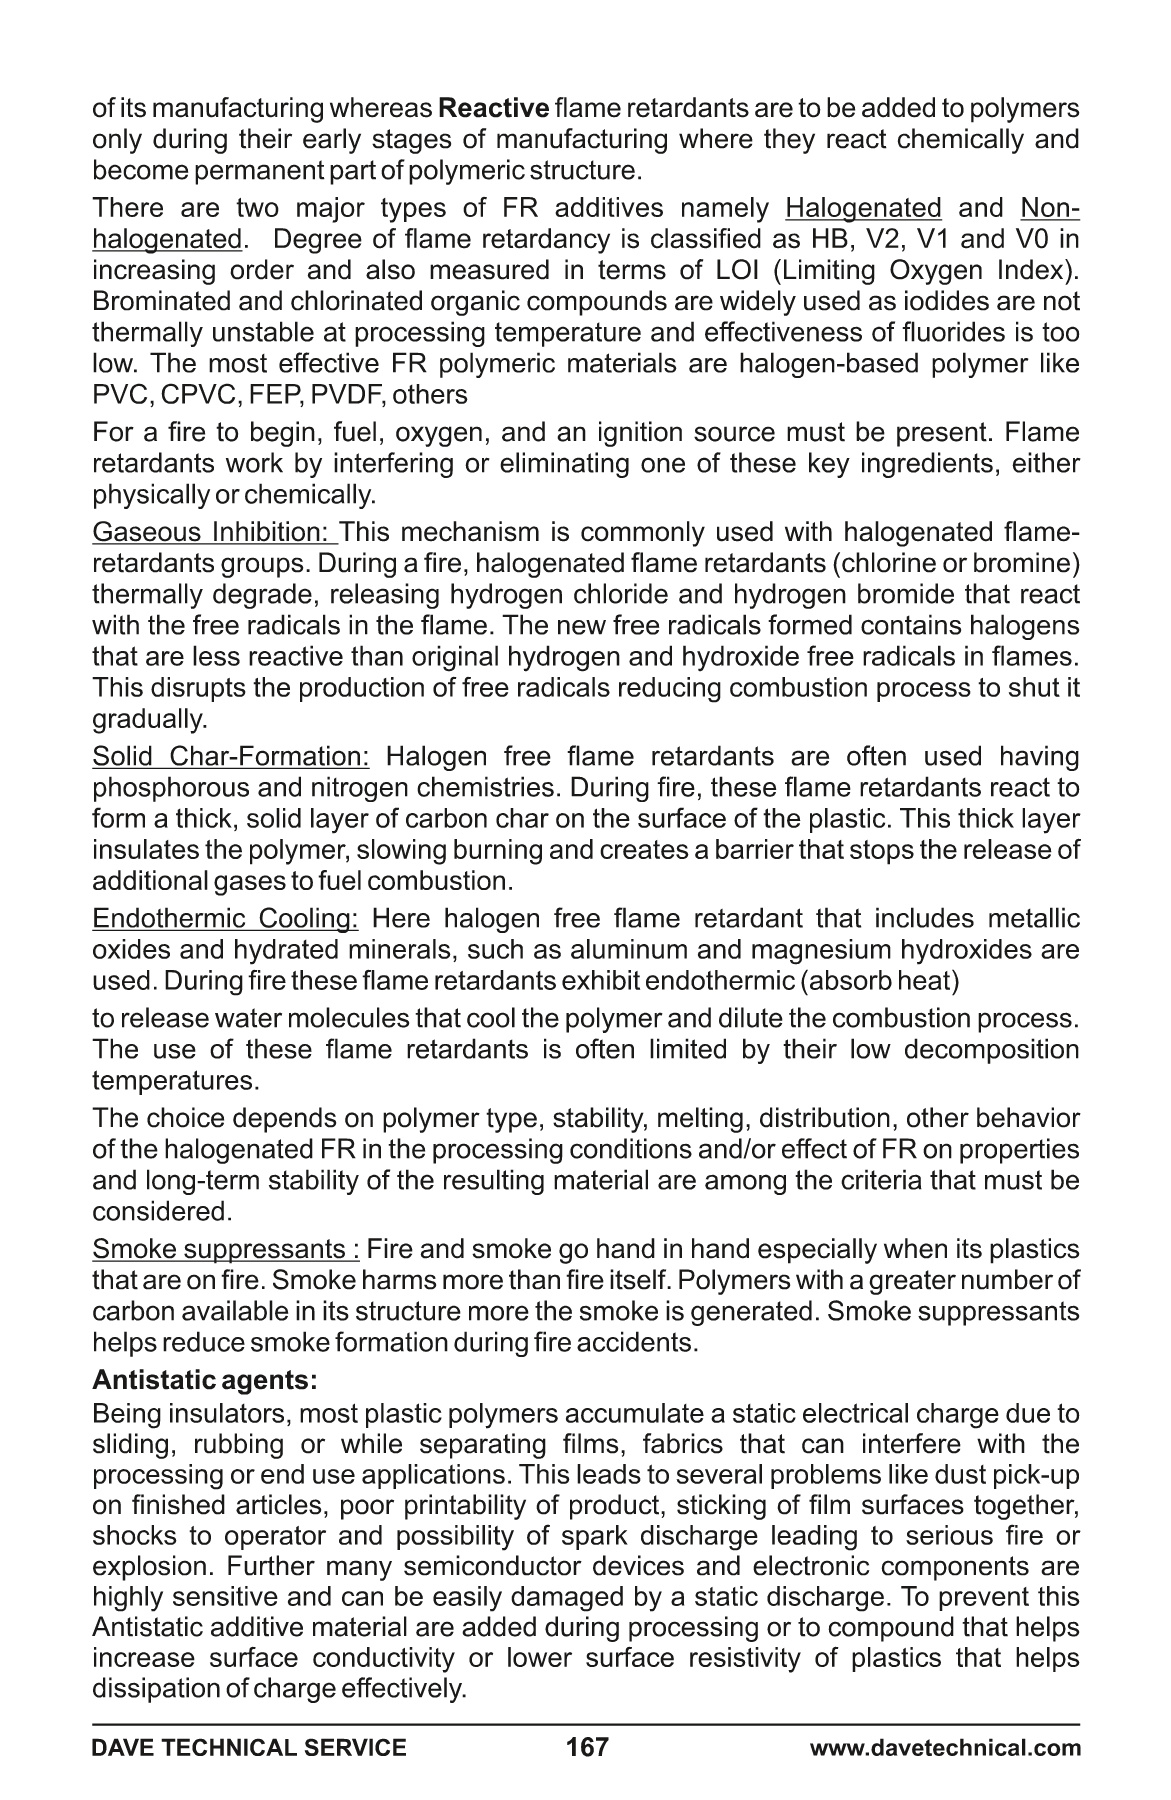 of its manufacturing whereas Reactive flame retardants are to be added to polymers
only during their early stages of manufacturing where they react chemically and
become permanent part of polymeric structure.
There are two major types of FR additives namely Halogenated and Non-
halogenated. Degree of flame retardancy is classified as HB, V2, V1 and V0 in
increasing order and also measured in terms of LOI (Limiting Oxygen Index).
Brominated and chlorinated organic compounds are widely used as iodides are not
thermally unstable at processing temperature and effectiveness of fluorides is too
low. The most effective FR polymeric materials are halogen-based polymer like
PVC, CPVC, FEP, PVDF, others
For a fire to begin, fuel, oxygen, and an ignition source must be present. Flame
retardants work by interfering or eliminating one of these key ingredients, either
physically or chemically.
Gaseous Inhibition: This mechanism is commonly used with halogenated flame-
retardants groups. During a fire, halogenated flame retardants (chlorine or bromine)
thermally degrade, releasing hydrogen chloride and hydrogen bromide that react
with the free radicals in the flame. The new free radicals formed contains halogens
that are less reactive than original hydrogen and hydroxide free radicals in flames.
This disrupts the production of free radicals reducing combustion process to shut it
gradually.
Solid Char-Formation: Halogen free flame retardants are often used having
phosphorous and nitrogen chemistries. During fire, these flame retardants react to
form a thick, solid layer of carbon char on the surface of the plastic. This thick layer
insulates the polymer, slowing burning and creates a barrier that stops the release of
additional gases to fuel combustion.
Endothermic Cooling: Here halogen free flame retardant that includes metallic
oxides and hydrated minerals, such as aluminum and magnesium hydroxides are
used. During fire these flame retardants exhibit endothermic (absorb heat)
to release water molecules that cool the polymer and dilute the combustion process.
The use of these flame retardants is often limited by their low decomposition
temperatures.
The choice depends on polymer type, stability, melting, distribution, other behavior
of the halogenated FR in the processing conditions and/or effect of FR on properties
and long-term stability of the resulting material are among the criteria that must be
considered.
Smoke suppressants : Fire and smoke go hand in hand especially when its plastics
that are on fire. Smoke harms more than fire itself. Polymers with a greater number of
carbon available in its structure more the smoke is generated. Smoke suppressants
helps reduce smoke formation during fire accidents.
Antistatic agents:
Being insulators, most plastic polymers accumulate a static electrical charge due to
sliding, rubbing or while separating films, fabrics that can interfere with the
processing or end use applications. This leads to several problems like dust pick-up
on finished articles, poor printability of product, sticking of film surfaces together,
shocks to operator and possibility of spark discharge leading to serious fire or
explosion. Further many semiconductor devices and electronic components are
highly sensitive and can be easily damaged by a static discharge. To prevent this
Antistatic additive material are added during processing or to compound that helps
increase surface conductivity or lower surface resistivity of plastics that helps
dissipation of charge effectively.
DAVE TECHNICAL SERVICE 167 www.davetechnical.com